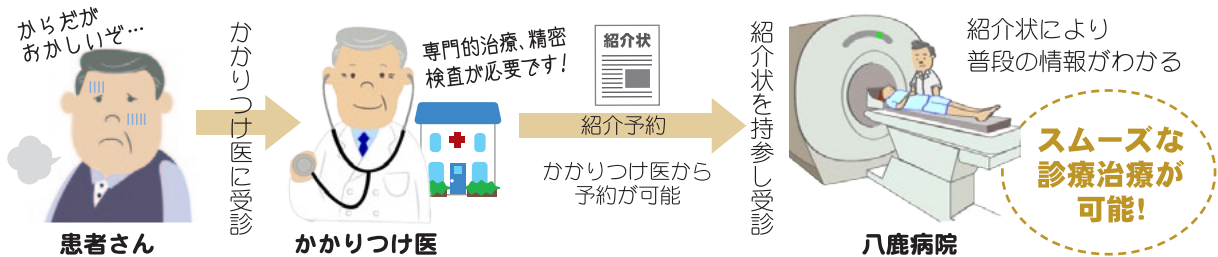 からだが
おかしいぞ…
患者さん
かかりつけ医に受診
専門的治療、精密
検査が必要です!
かかりつけ医
紹介状
紹介予約
かかりつけ医から
予約が可能
紹介状を持参し受診
八鹿病院
紹介状により
普段の情報がわかる
スムーズな
診療治療が
可能!